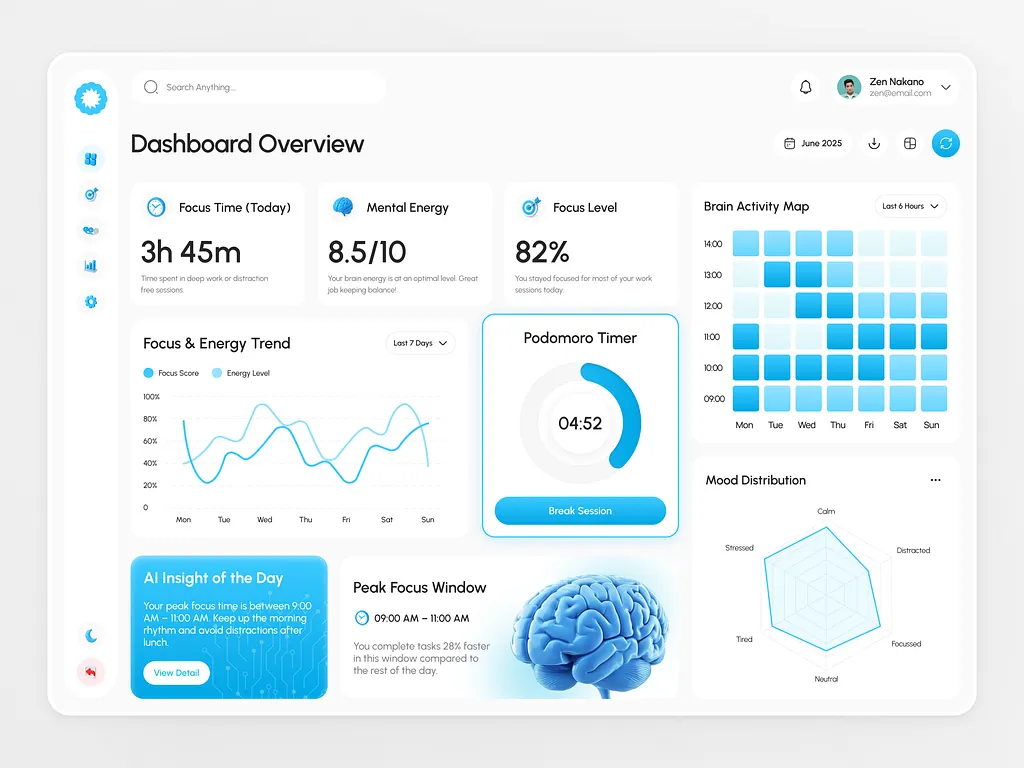 Search Anything...
Zen Nakano
zen@email.com
Dashboard Overview
June 2025
Focus Time (Today)
3h 45m
Time spent in deep work or distraction
free sessions.
Mental Energy
8.5/10
Your brain energy is at an optimal level. Great
job keeping balance!
Focus Level
82%
You stayed focused for most of your work
sessions today.
Brain Activity Map
Last 6 Hours
14:00
13:00
12:00
11:00
10:00
09:00
Mon Tue Wed Thu Fri Sat Sun
Focus & Energy Trend
Last 7 Days
Focus Score Energy Level
100%
80%
60%
40%
20%
0
Mon Tue Wed Thu Fri Sat Sun
Podomoro Timer
04:52
Break Session
Mood Distribution
Calm
Distracted
Focussed
Neutral
Tired
Stressed
AI Insight of the Day
Your peak focus time is between 9:00
AM – 11:00 AM. Keep up the morning
rhythm and avoid distractions after
lunch.
View Detail
Peak Focus Window
09:00 AM – 11:00 AM
You complete tasks 28% faster
in this window compared to
the rest of the day.